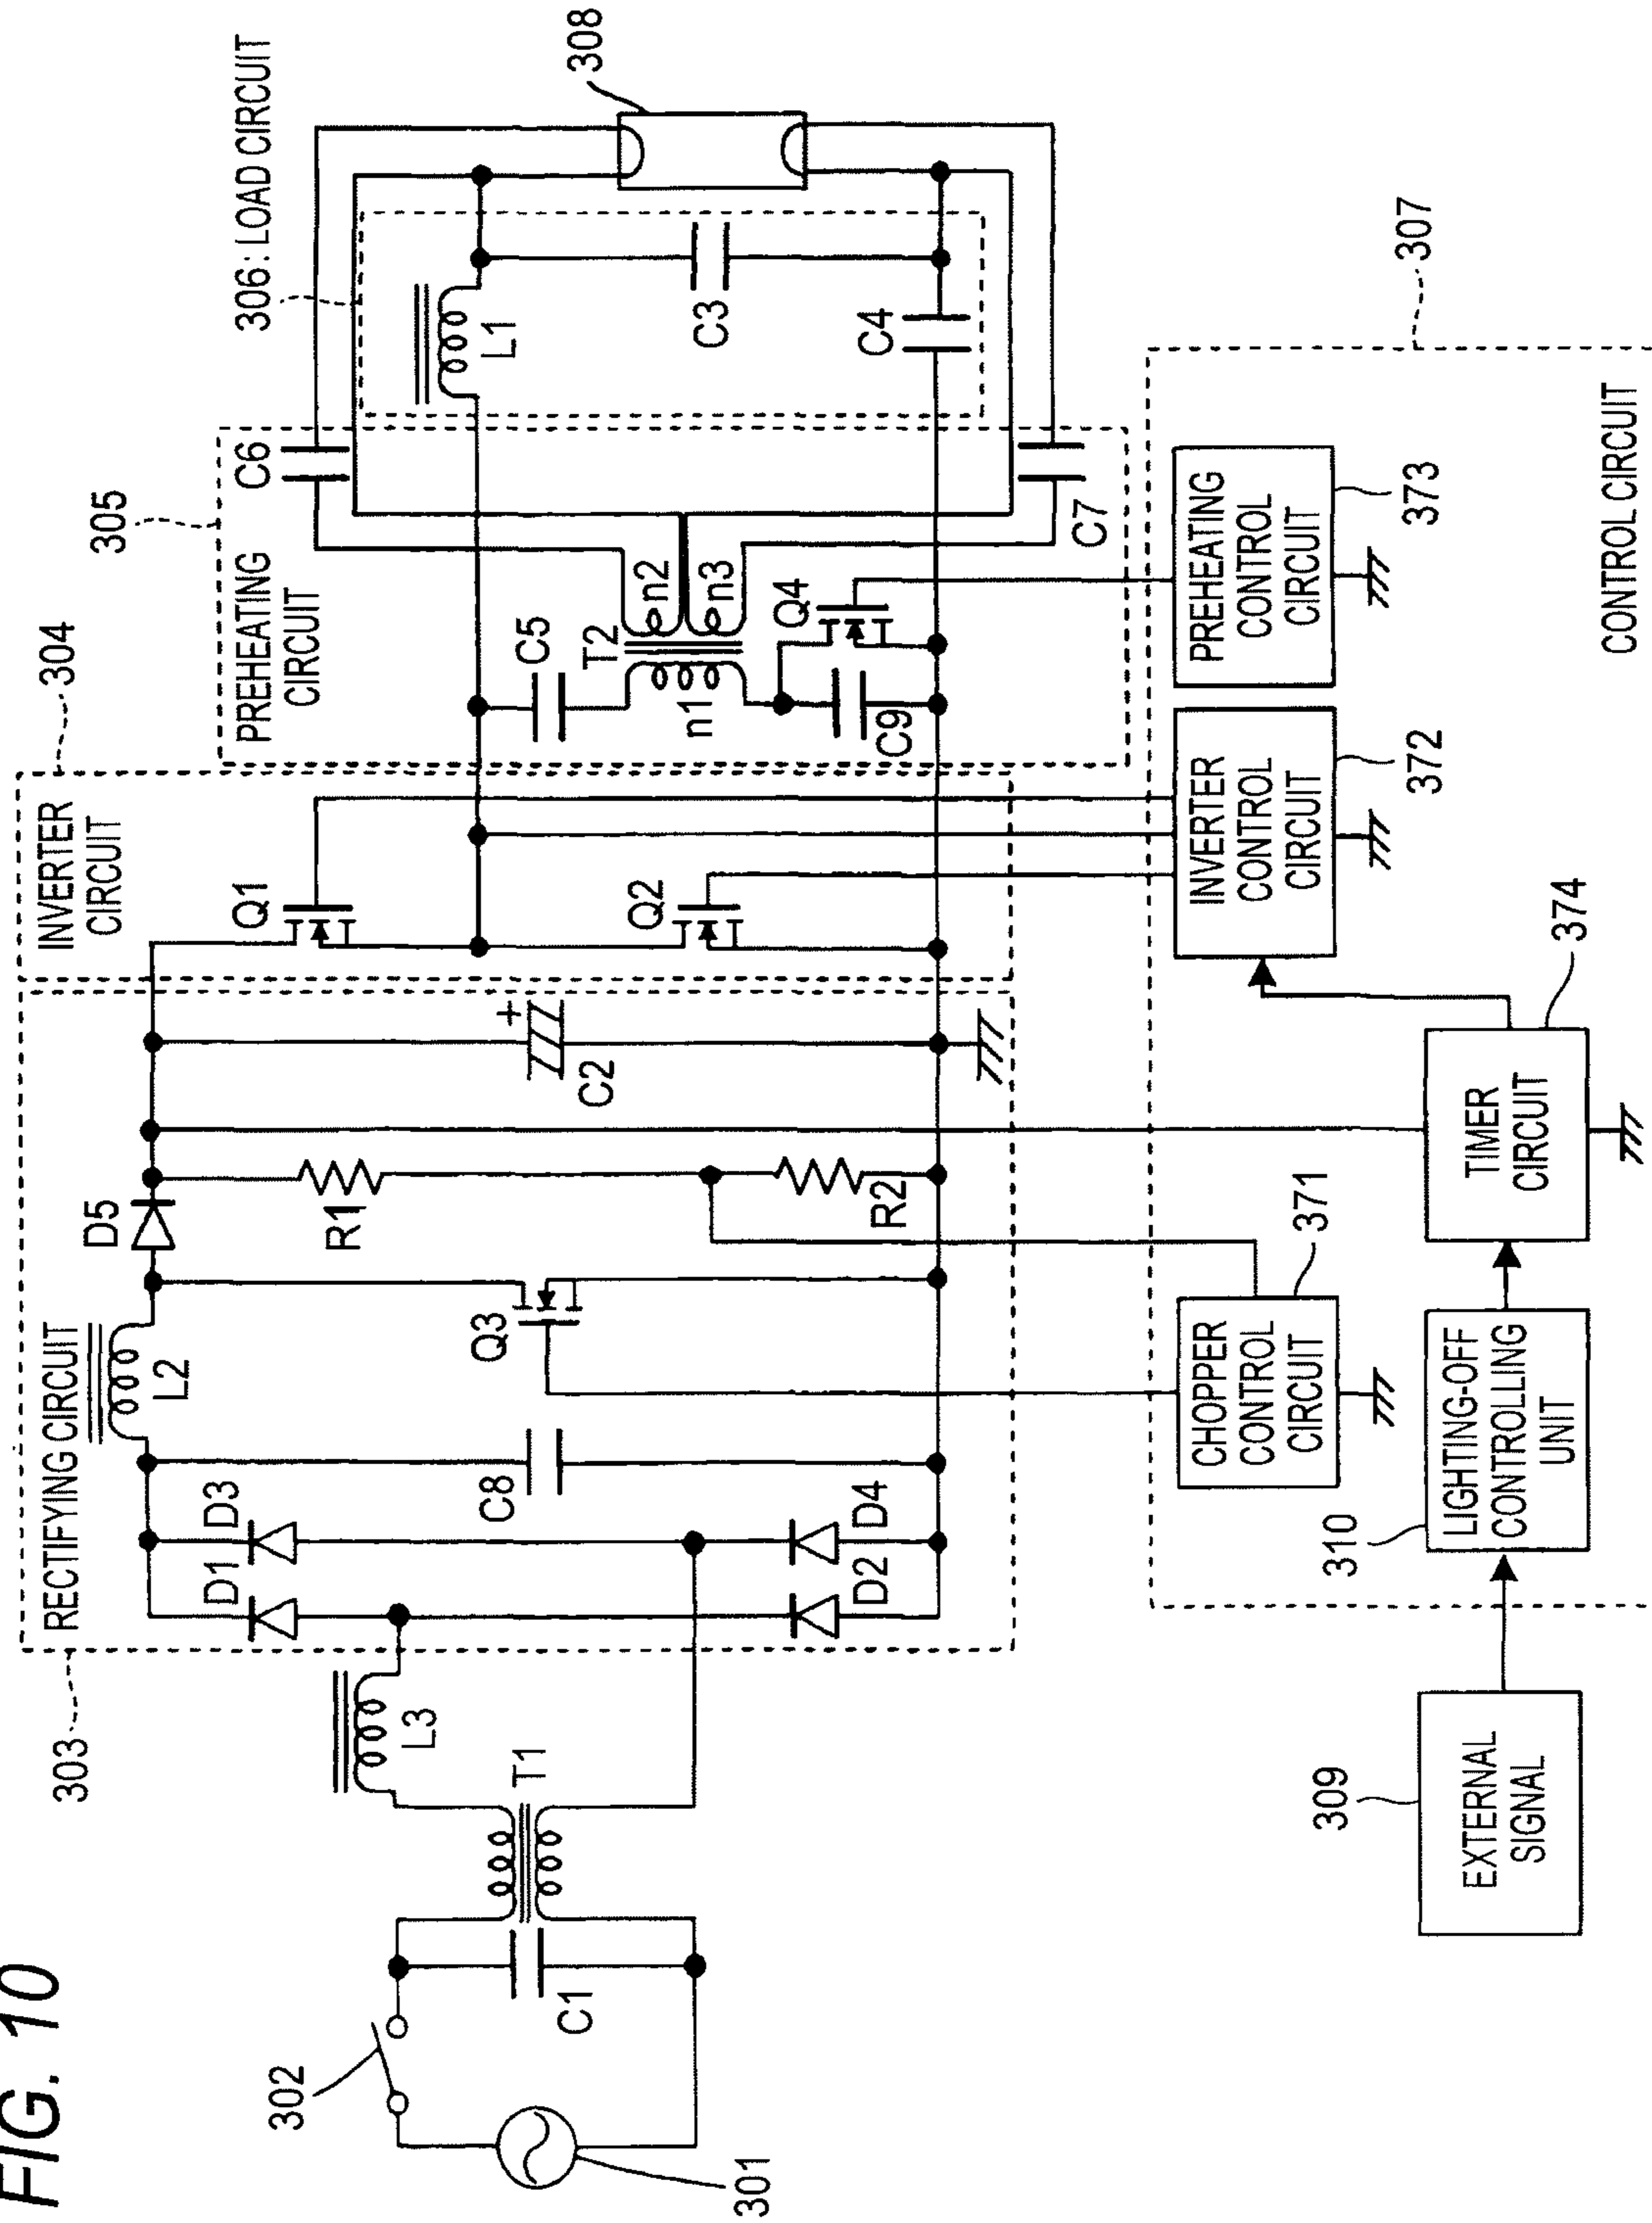 FIG. 10
306:LOAD CIRCUIT
308
305
304
PREHEATING
CIRCUIT
C6
INVERTER
CIRCUIT
303
RECTIFYING CIRCUIT
L2
D5
Q1
L1
C5
T2
n2
n1
n3
C3
302
L3
D1
D3
R1
C1
T1
C8
Q3
C2
+
Q2
Q4
C4
301
D2
D4
R2
C9
C7
307
CHOPPER
CONTROL
CIRCUIT
371
INVERTER
CONTROL
CIRCUIT
372
PREHEATING
CONTROL
CIRCUIT
373
309
EXTERNAL
SIGNAL
310
LIGHTING-OFF
CONTROLLING
UNIT
TIMER
CIRCUIT
374
CONTROL CIRCUIT